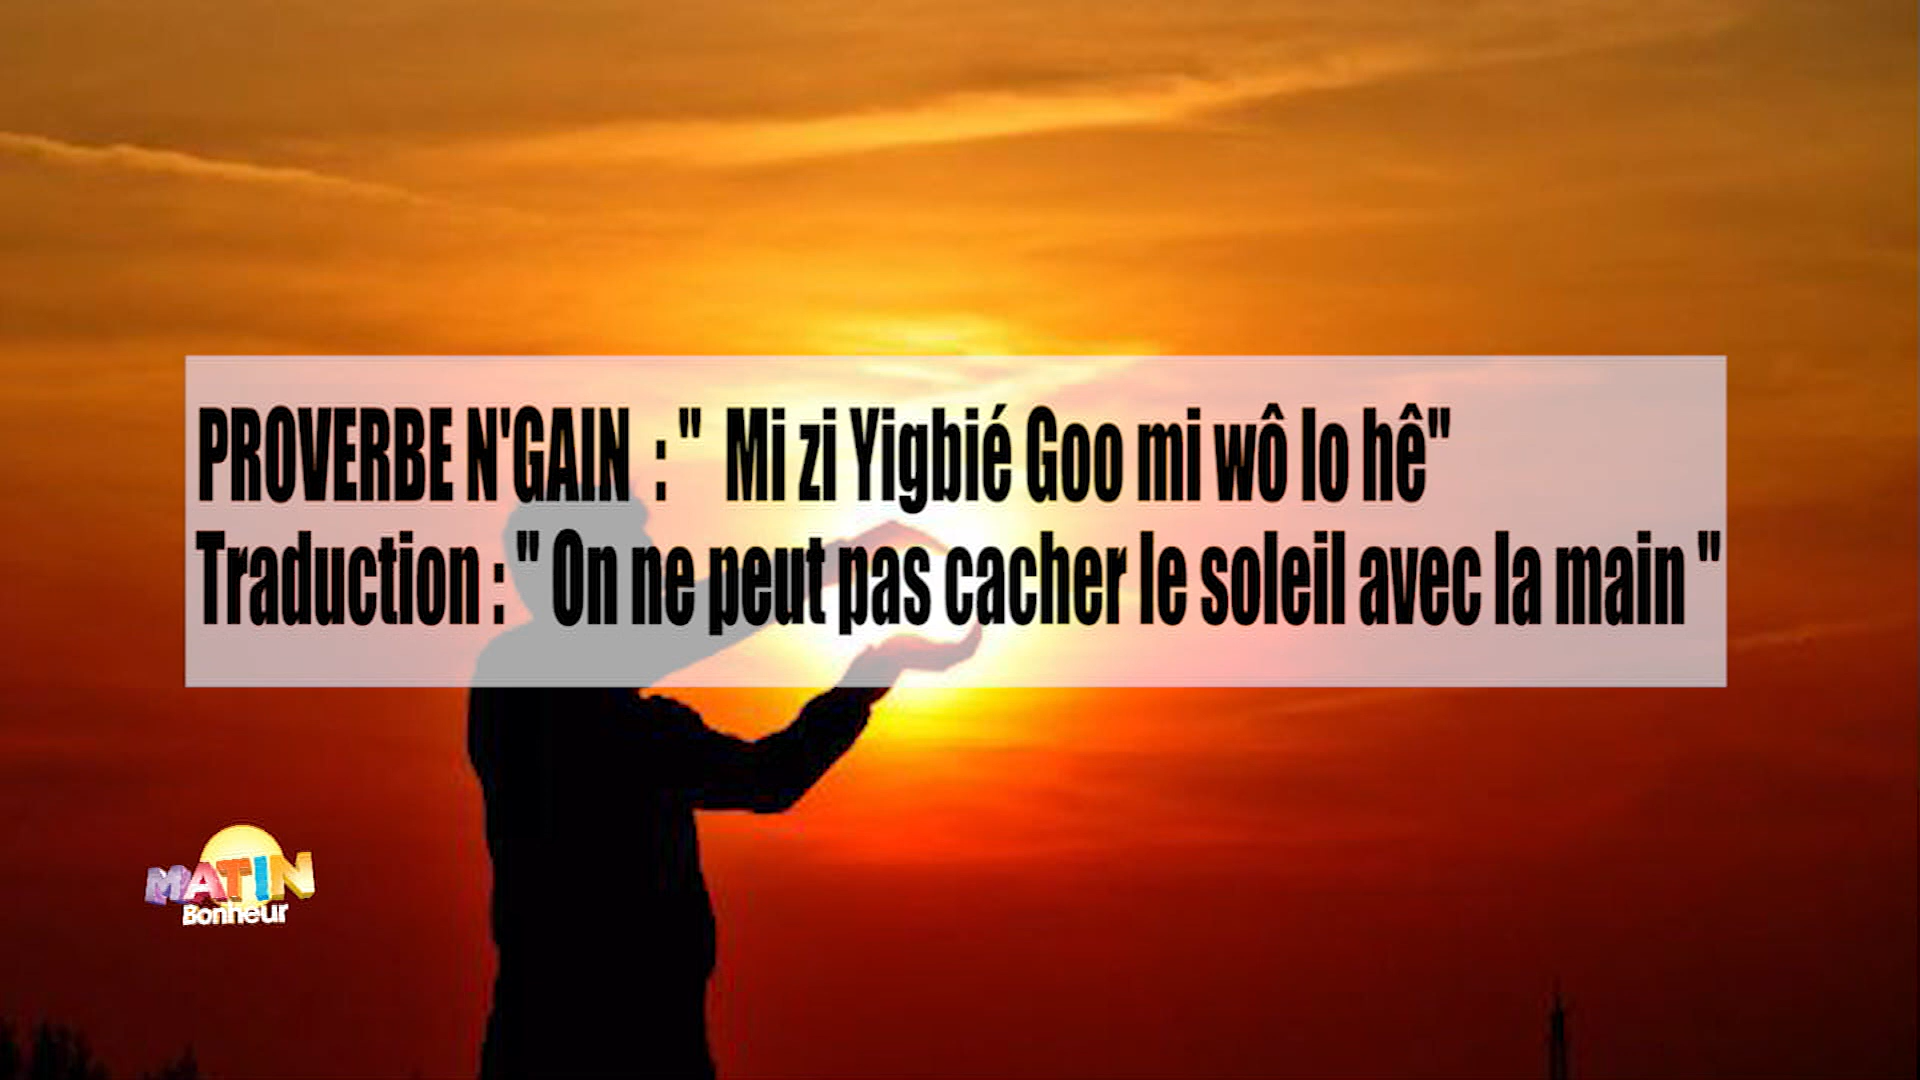 PROVERBE N'GAIN : " Mi zi Yigbié Goo mi wô lo hê"
Traduction : " On ne peut pas cacher le soleil avec la main "
MATIN
Bonheur